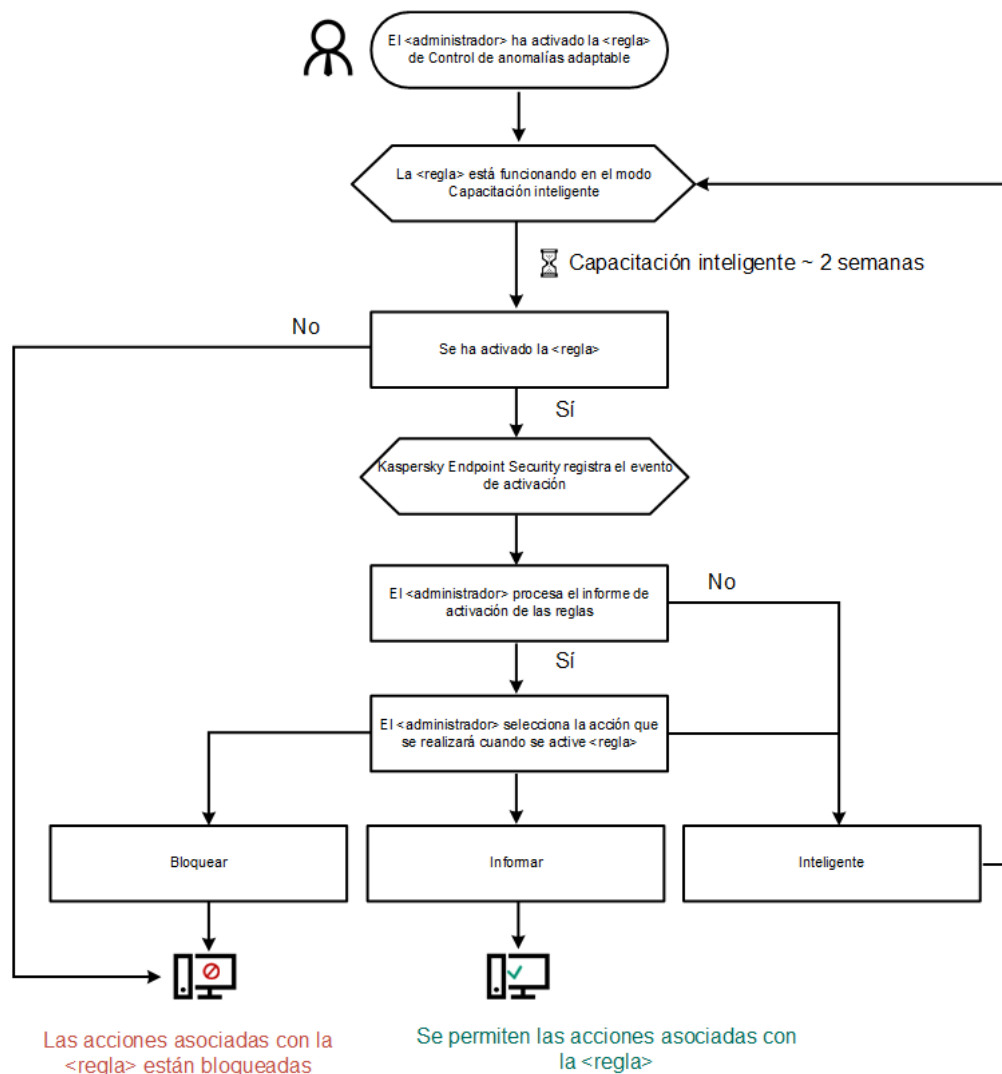 El <administrador> ha activado la <regla>
de Control de anomalías adaptable
La <regla> está funcionando en el modo
Capacitación inteligente
Capacitación inteligente ~ 2 semanas
No
Se ha activado la <regla>
Sí
Kaspersky Endpoint Security registra el evento
de activación
El <administrador> procesa el informe de
activación de las reglas
No
Sí
El <administrador> selecciona la acción que
se realizará cuando se active <regla>
Bloquear
Informar
Inteligente
Las acciones asociadas con la
<regla> están bloqueadas
Se permiten las acciones asociadas con
la <regla>